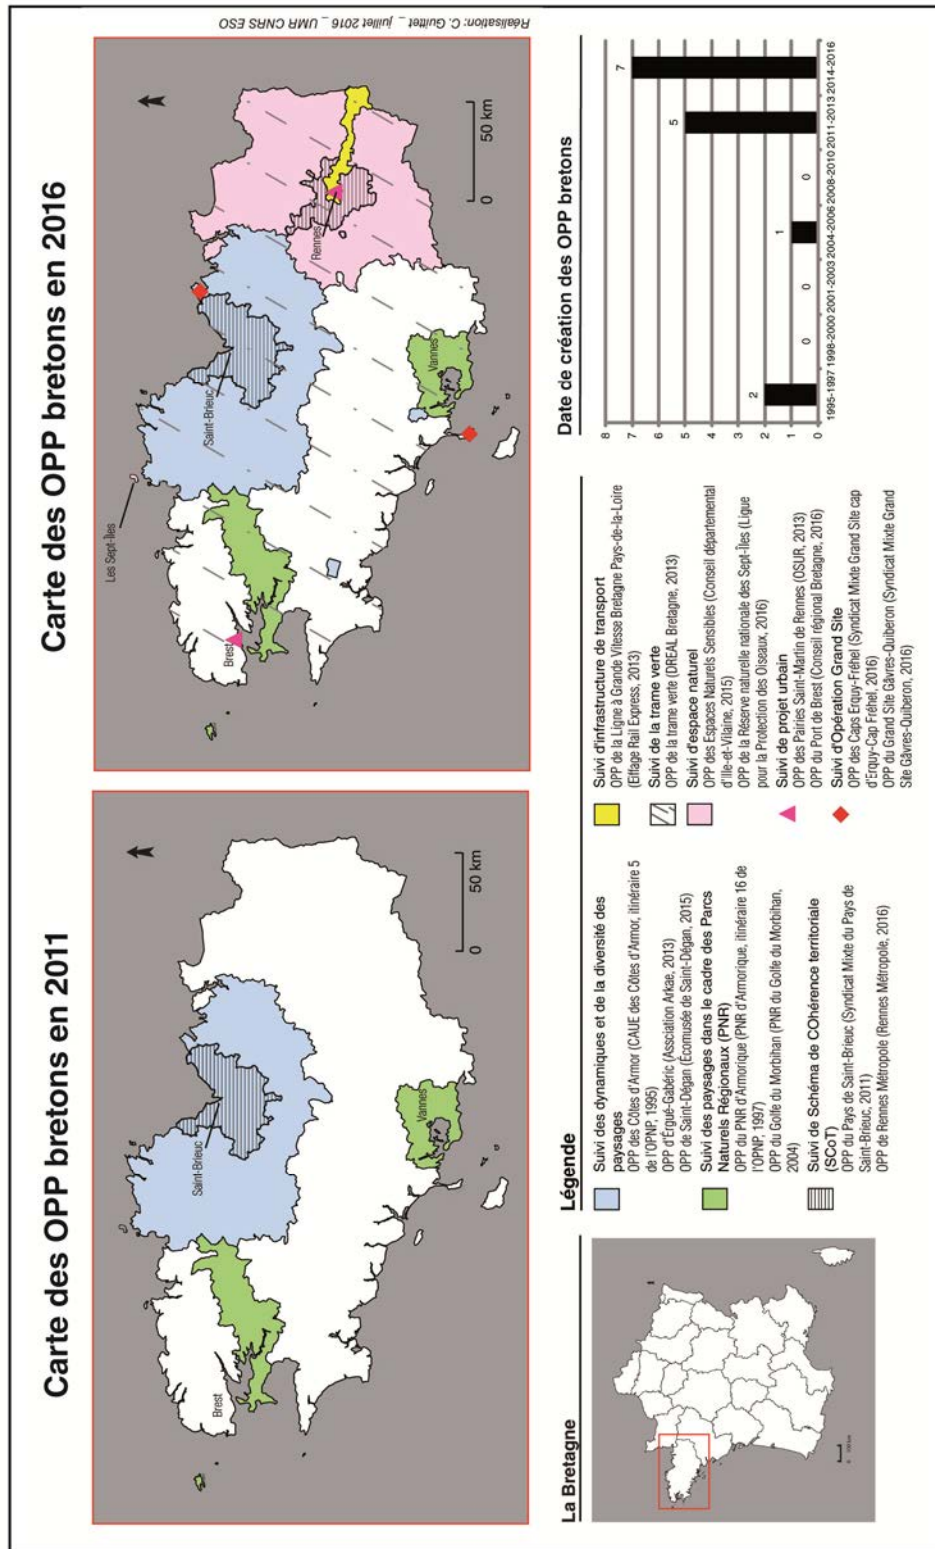 Carte des OPP bretons en 2011
Brest
Saint-Brieuc
Vannes
0
50 km
Carte des OPP bretons en 2016
Les Sept-Îles
Brest
Saint-Brieuc
Rennes
Vannes
0
50 km
Réalisation: C. Guittet _ juillet 2016 _ UMR CNRS ESO
La Bretagne
Légende
Suivi des dynamiques et de la diversité des
paysages
OPP des Côtes d'Armor (CAUE des Côtes d'Armor, itinéraire 5
de l'OPNP, 1995)
OPP d'Ergué-Gabéric (Assciation Arkae, 2013)
OPP de Saint-Dégan (Ecomusée de Saint-Dégan, 2015)
Suivi des paysages dans le cadre des Parcs
Naturels Régionaux (PNR)
OPP du PNR d'Armorique (PNR d'Armorique, itinéraire 16 de
l'OPNP, 1997)
OPP du Golfe du Morbihan (PNR du Golfe du Morbihan,
2004)
Suivi de Schéma de COhérence territoriale
(SCoT)
OPP du Pays de Saint-Brieuc (Syndicat Mixte du Pays de
Saint-Brieuc, 2011)
OPP de Rennes Métropole (Rennes Métropole, 2016)
Suivi d'infrastructure de transport
OPP de la Ligne à Grande Vitesse Bretagne Pays-de-la-Loire
(Eiffage Rail Express, 2013)
Suivi de la trame verte
OPP de la trame verte (DREAL Bretagne, 2013)
Suivi d'espace naturel
OPP des Espaces Naturels Sensibles (Conseil départemental
d'Ille-et-Vilaine, 2015)
OPP de la Réserve naturelle nationale des Sept-Îles (Ligue
pour la Protection des Oiseaux, 2016)
Suivi de projet urbain
OPP des Pairies Saint-Martin de Rennes (OSUR, 2013)
OPP du Port de Brest (Conseil régional Bretagne, 2016)
Suivi d'Opération Grand Site
OPP des Caps Erquy-Fréhel (Syndicat Mixte Grand Site cap
d'Erquy-Cap Fréhel, 2016)
OPP du Grand Site Gâvres-Quiberon (Syndicat Mixte Grand
Site Gâvres-Quiberon, 2016)
Date de création des OPP bretons
8
7
6
5
4
3
2
1
0
2
0
0
1
0
5
7
1995-1997 1998-2000 2001-2003 2004-2006 2008-2010 2011-2013 2014-2016